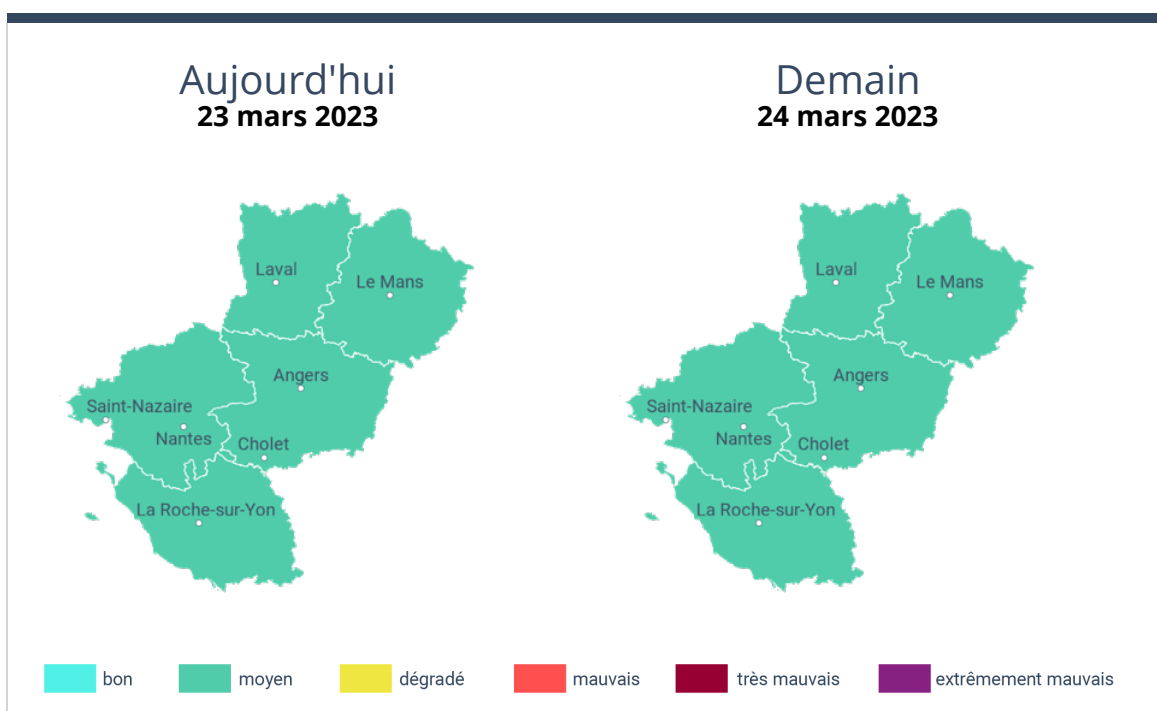 Aujourd'hui
23 mars 2023
Laval
Le Mans
Angers
Saint-Nazaire
Nantes
Cholet
La Roche-sur-Yon
Demain
24 mars 2023
Laval
Le Mans
Angers
Saint-Nazaire
Nantes
Cholet
La Roche-sur-Yon
bon moyen dégradé mauvais très mauvais extrêmement mauvais